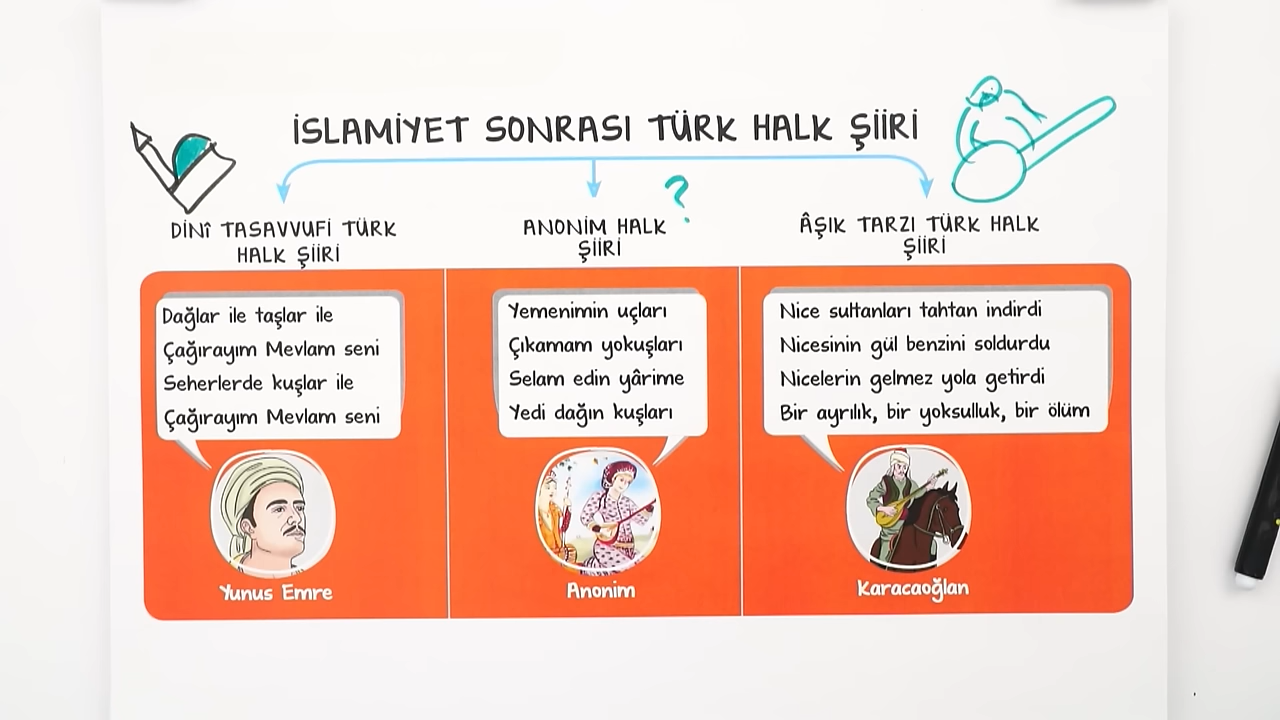 İSLAMİYET SONRASI TÜRK HALK ŞİİRİ
?
DİNÎ TASAVVUFİ TÜRK
HALK ŞİİRİ
ANONİM HALK
ŞİİRİ
ÂŞIK TARZI TÜRK HALK
ŞİİRİ
Dağlar ile taşlar ile
Çağırayım Mevlam seni
Seherlerde kuşlar ile
Çağırayım Mevlam seni
Yunus Emre
Yemenimin uçları
Çıkamam yokuşları
Selam edin yârime
Yedi dağın kuşları
Anonim
Nice sultanları tahtan indirdi
Nicesinin gül benzini soldurdu
Nicelerin gelmez yola getirdi
Bir ayrılık, bir yoksulluk, bir ölüm
Karacaoğlan